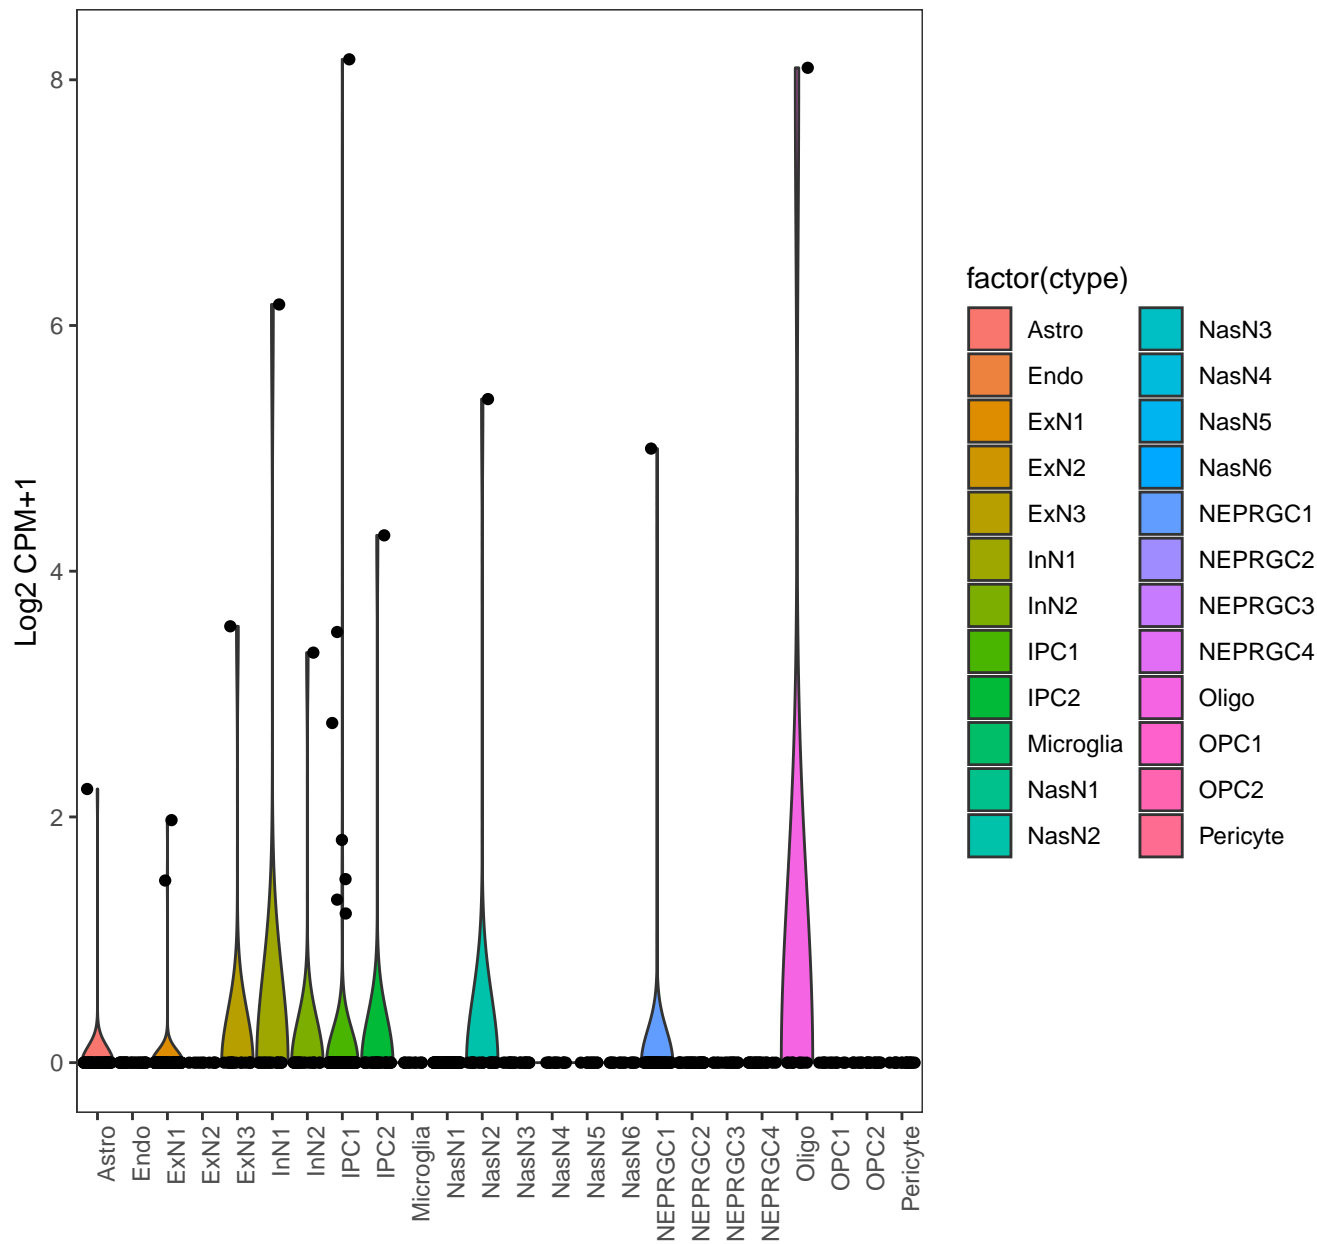 Log2 CPM+1
8
6
4
2
0
Astro
Endo
ExN1
ExN2
ExN3
InN1
InN2
IPC1
IPC2
Microglia
NasN1
NasN2
NasN3
NasN4
NasN5
NasN6
NEPRGC1
NEPRGC2
NEPRGC3
NEPRGC4
Oligo
OPC1
OPC2
Pericyte
factor(ctype)
Astro
Endo
ExN1
ExN2
ExN3
InN1
InN2
IPC1
IPC2
Microglia
NasN1
NasN2
NasN3
NasN4
NasN5
NasN6
NEPRGC1
NEPRGC2
NEPRGC3
NEPRGC4
Oligo
OPC1
OPC2
Pericyte